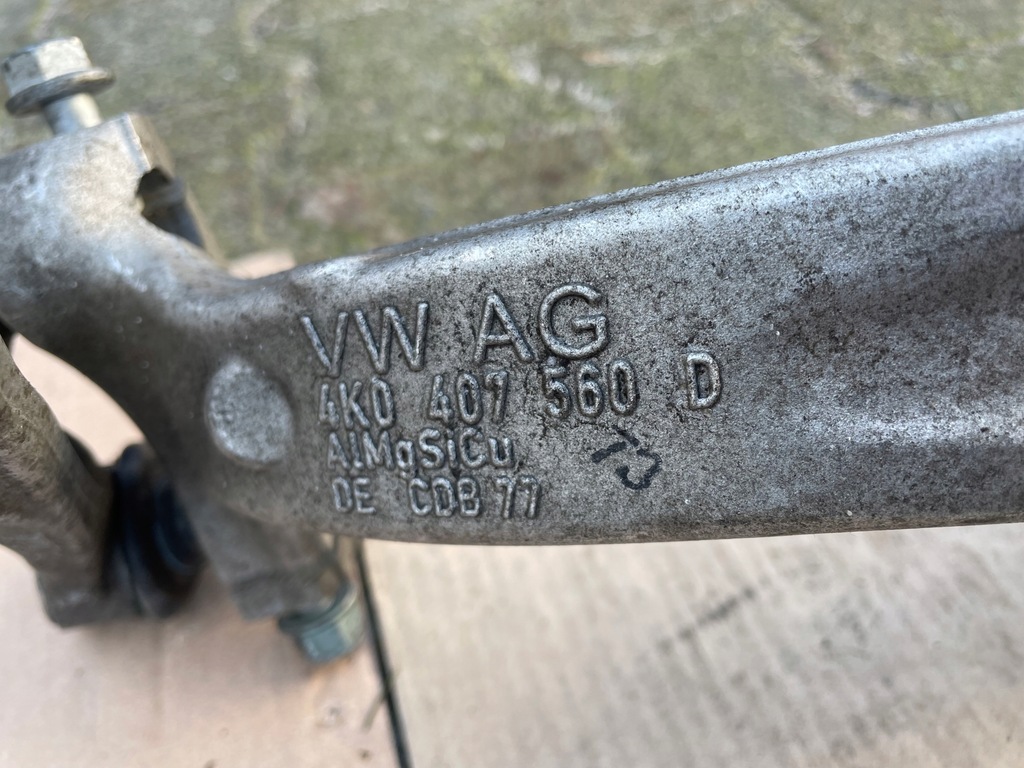 VW AG
4K0 407 560 D
AlMgSiCu
DE CDB 77